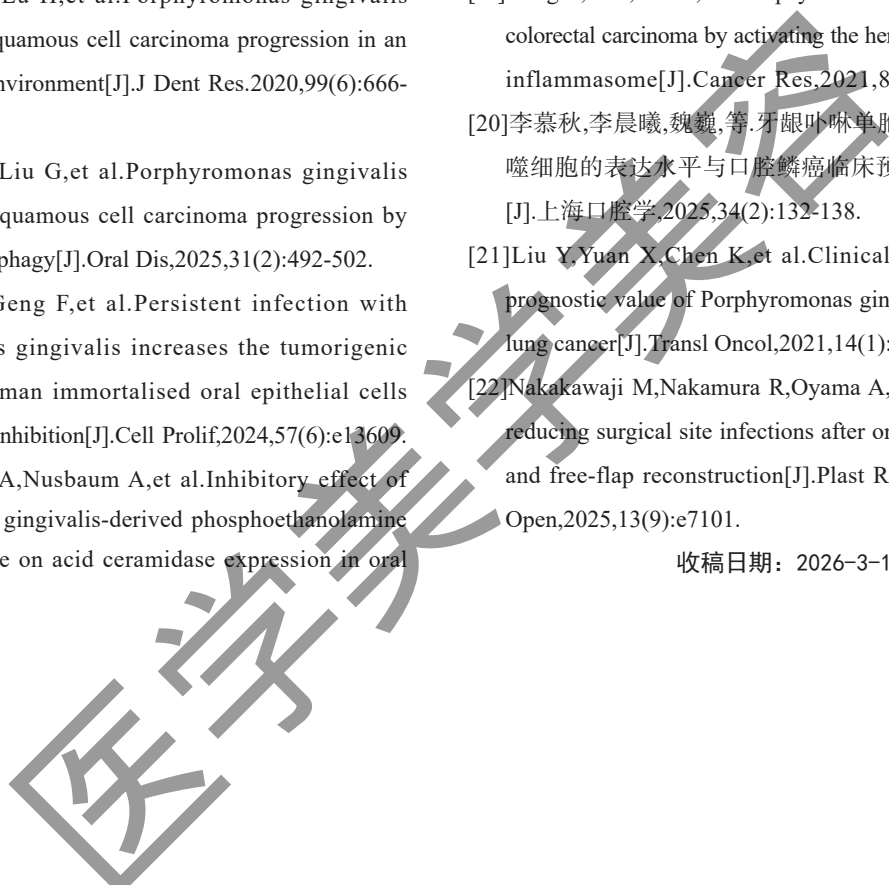 Lu H,et al.Porphyromonas gingivalis
quamous cell carcinoma progression in an
nvironment[J].J Dent Res.2020,99(6):666-
Liu G,et al.Porphyromonas gingivalis
quamous cell carcinoma progression by
phagy[J].Oral Dis,2025,31(2):492-502.
Geng F,et al.Persistent infection with
s gingivalis increases the tumorigenic
man immortalised oral epithelial cells
nhibition[J].Cell Prolif,2024,57(6):e13609.
A,Nusbaum A,et al.Inhibitory effect of
gingivalis-derived phosphoethanolamine
e on acid ceramidase expression in oral
colorectal carcinoma by activating the
inflammasome[J].Cancer Res,2021,8
[20]李慕秋,李晨曦,魏巍,等.牙龈卟啉单胞
噬细胞的表达水平与口腔鳞癌临床预
[J].上海口腔医学,2025,34(2):132-138.
[21]Liu Y,Yuan X,Chen K,et al.Clinical
prognostic value of Porphyromonas gin
lung cancer[J].Transl Oncol,2021,14(1):
[22]Nakakawaji M,Nakamura R,Oyama A,
reducing surgical site infections after or
and free-flap reconstruction[J].Plast R
Open,2025,13(9):e7101.
收稿日期：2026-3-1
医学美学美容